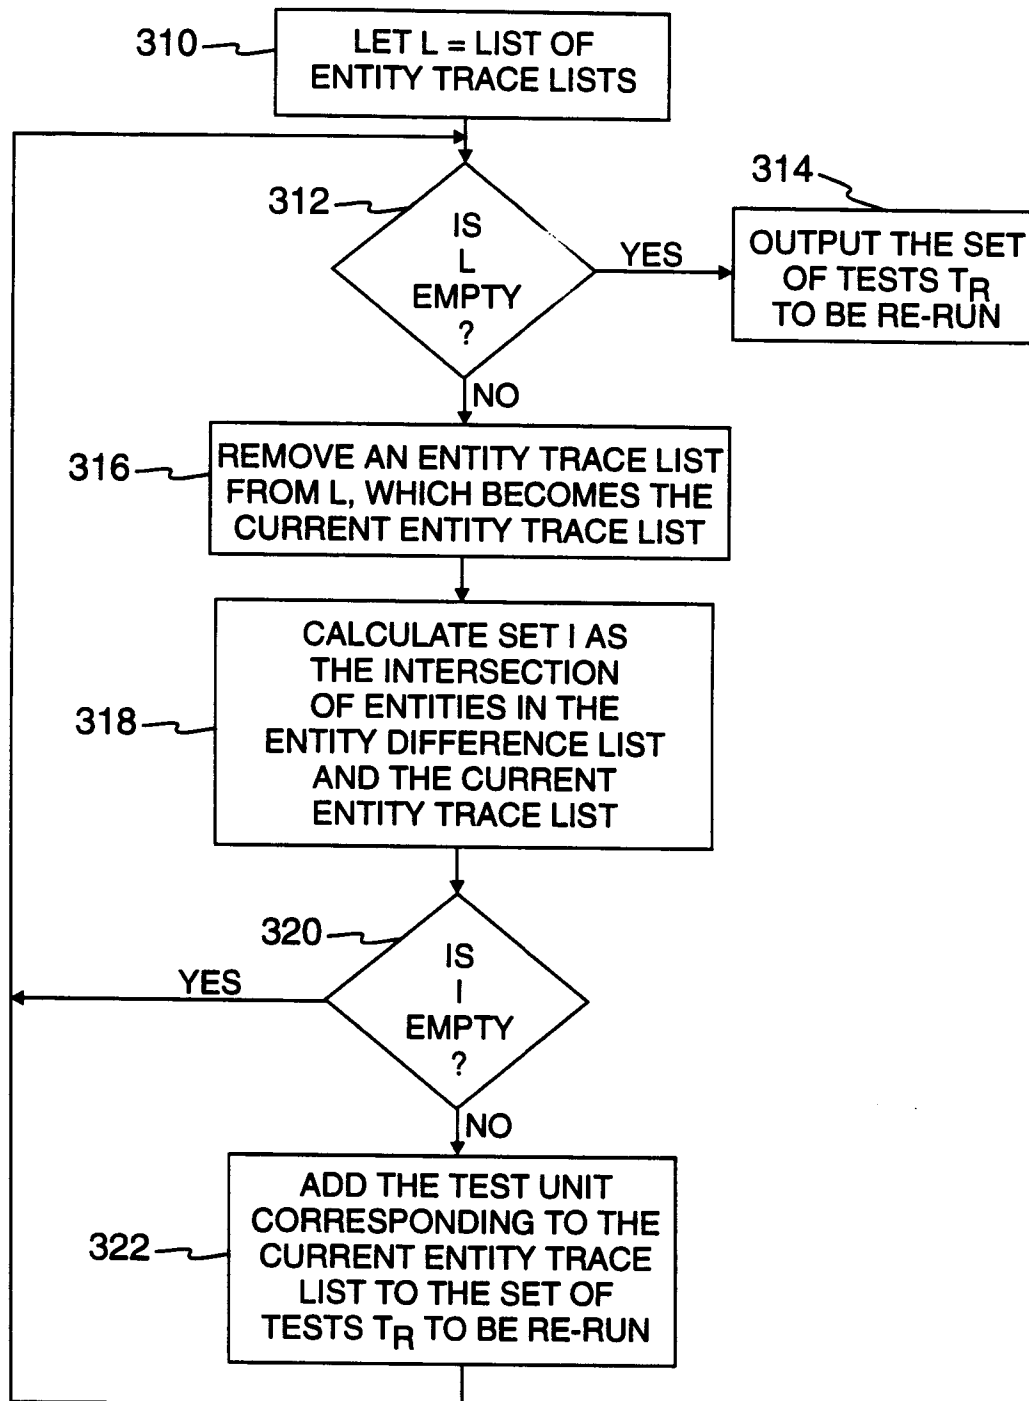 310
LET L = LIST OF
ENTITY TRACE LISTS
312
IS
L
EMPTY
?
YES
314
OUTPUT THE SET
OF TESTS TR
TO BE RE-RUN
NO
316
REMOVE AN ENTITY TRACE LIST
FROM L, WHICH BECOMES THE
CURRENT ENTITY TRACE LIST
318
CALCULATE SET I AS
THE INTERSECTION
OF ENTITIES IN THE
ENTITY DIFFERENCE LIST
AND THE CURRENT
ENTITY TRACE LIST
320
IS
I
EMPTY
?
YES
NO
322
ADD THE TEST UNIT
CORRESPONDING TO THE
CURRENT ENTITY TRACE
LIST TO THE SET OF
TESTS TR TO BE RE-RUN